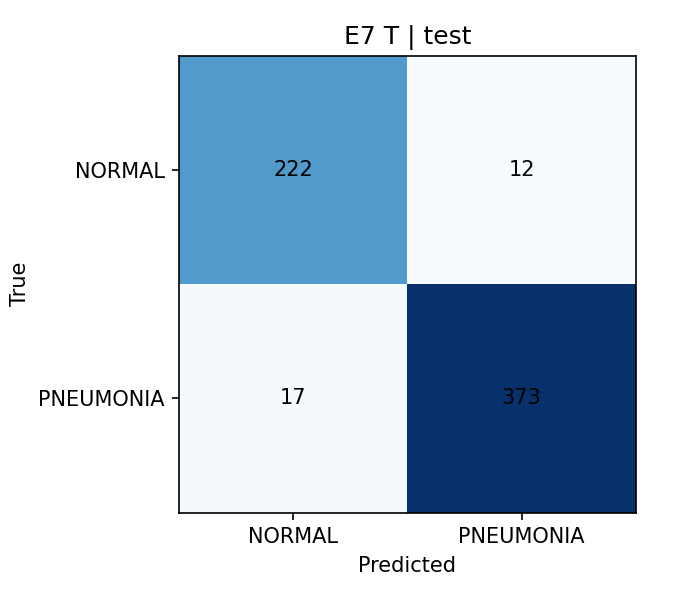 E7 T | test
NORMAL
222
12
True
PNEUMONIA
17
373
NORMAL
PNEUMONIA
Predicted